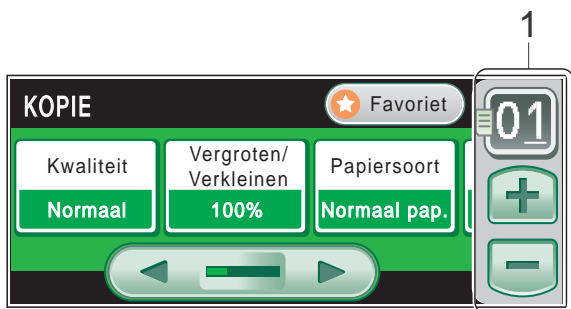 1
KOPIE
Favoriet
01
Kwaliteit
Normaal
Vergroten/
Verkleinen
100%
Papiersoort
Normaal pap.